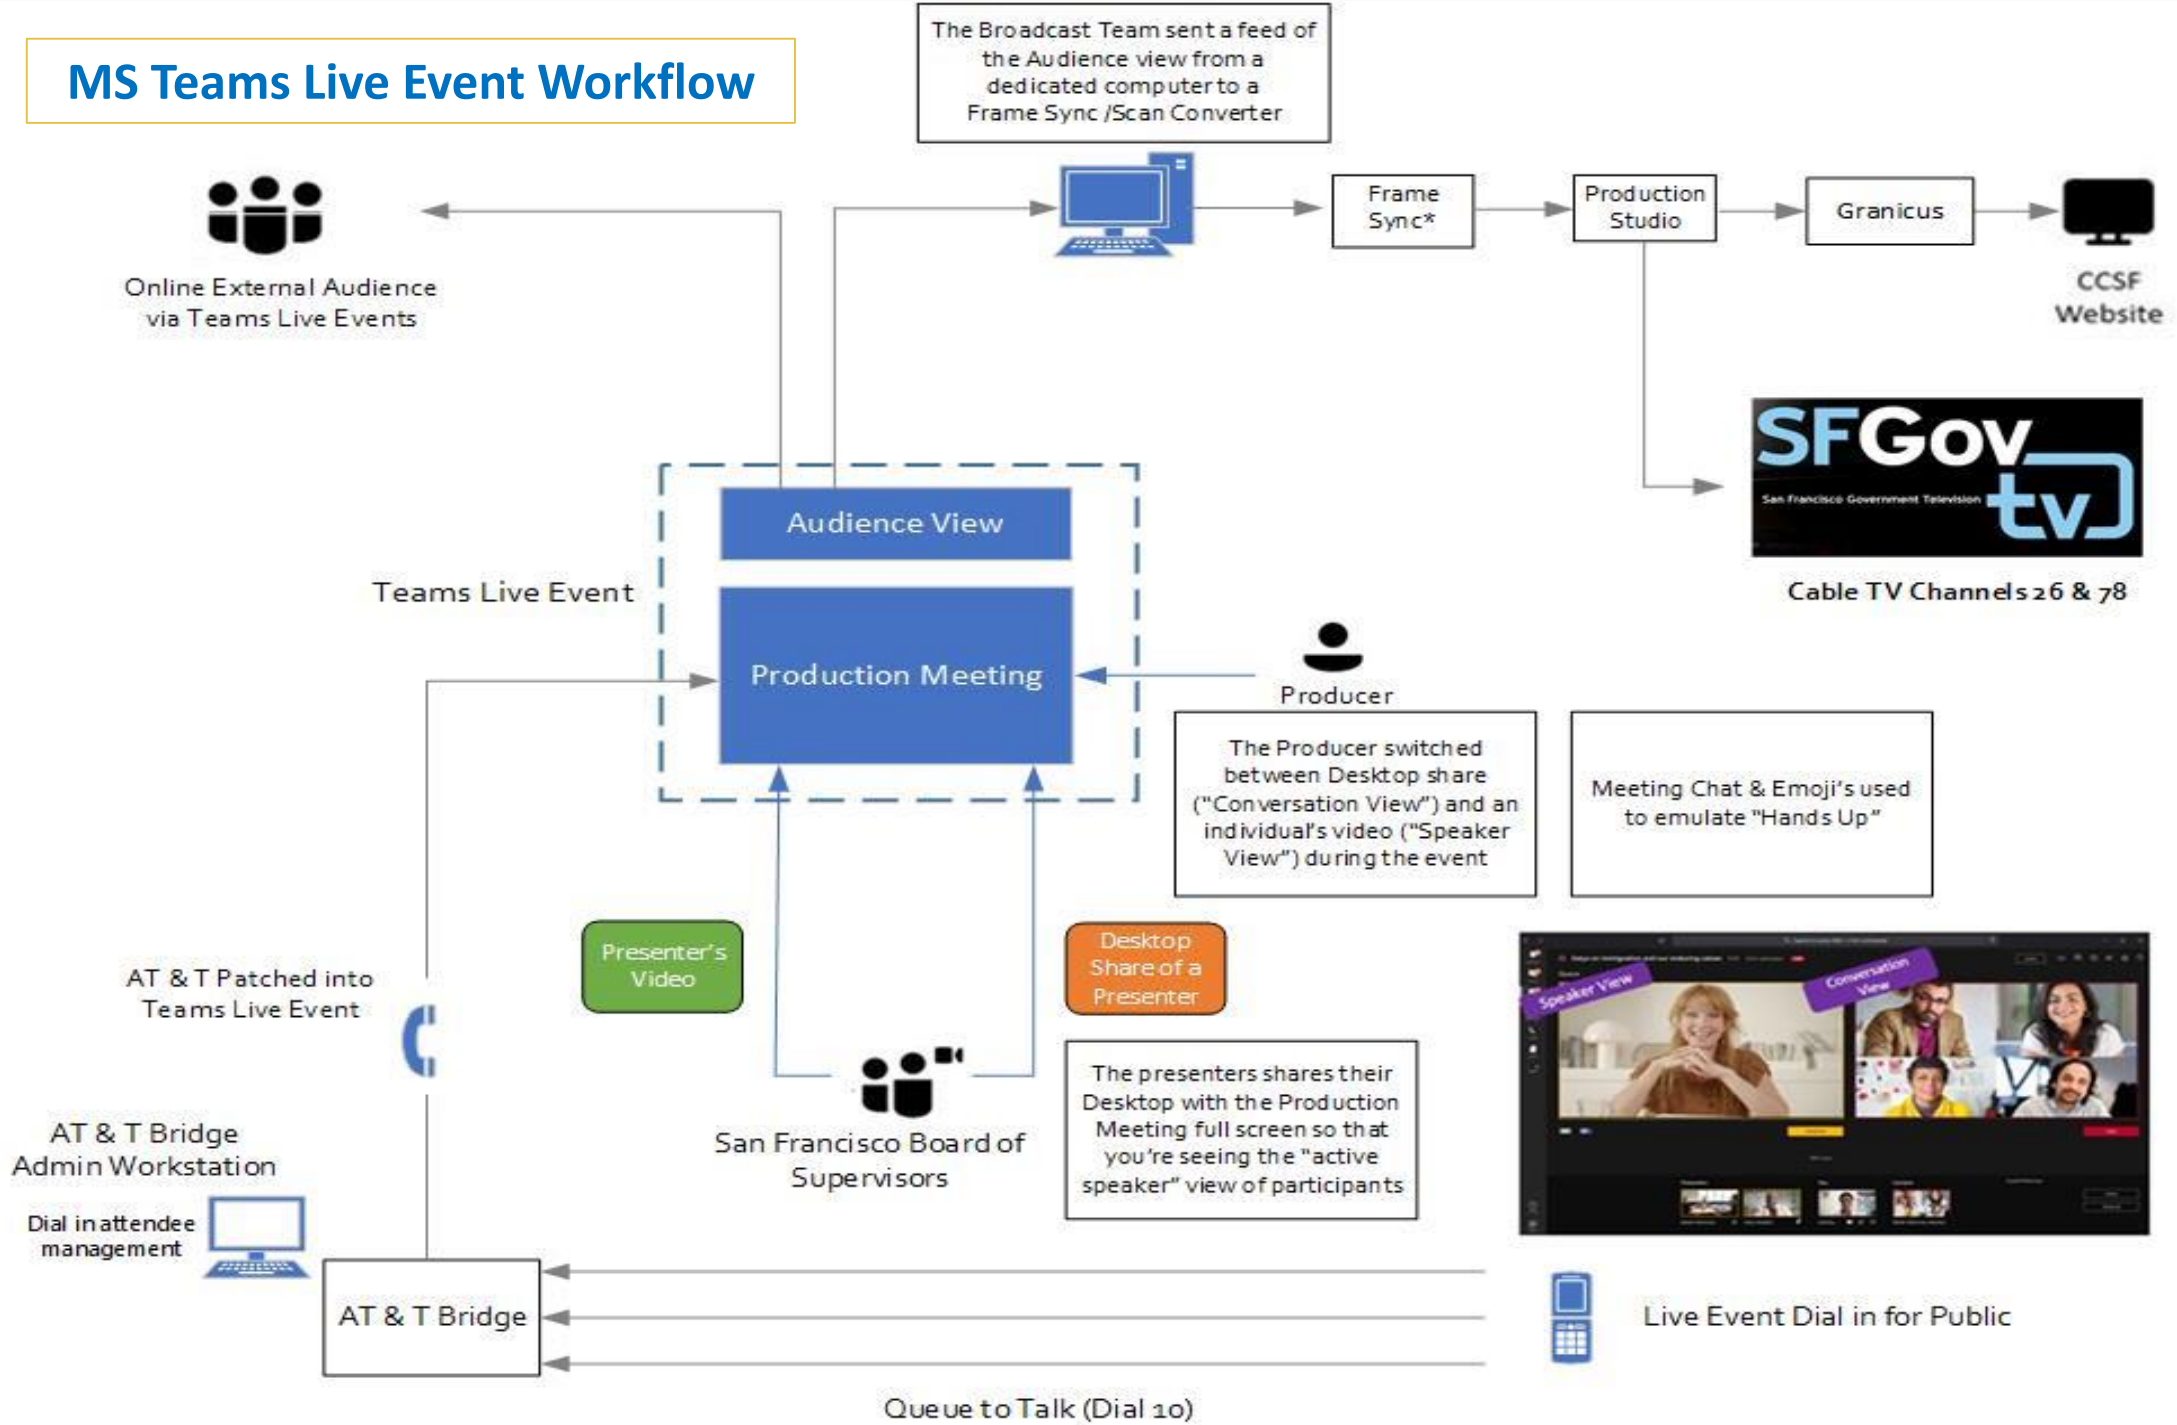 MS Teams Live Event Workflow
The Broadcast Team sent a feed of
the Audience view from a
dedicated computer to a
Frame Sync /Scan Converter
Frame
Sync*
Production
Studio
Granicus
CCSF
Website
Online External Audience
via Teams Live Events
SFGov
tv
San Francisco Government Television
Cable TV Channels 26 & 78
Audience View
Teams Live Event
Production Meeting
Producer
The Producer switched
between Desktop share
("Conversation View") and an
individual's video ("Speaker
View") during the event
Meeting Chat & Emoji's used
to emulate "Hands Up"
Presenter's
Video
Desktop
Share of a
Presenter
AT & T Patched into
Teams Live Event
Speaker View
Conversation
View
San Francisco Board of
Supervisors
The presenters shares their
Desktop with the Production
Meeting full screen so that
you're seeing the "active
speaker" view of participants
AT & T Bridge
Admin Workstation
Dial in attendee
management
AT & T Bridge
Live Event Dial in for Public
Queue to Talk (Dial 10)